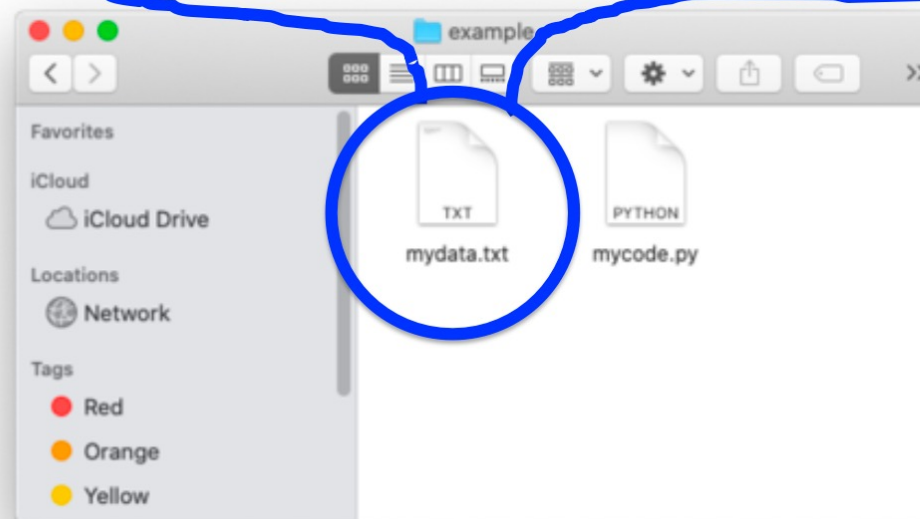 example
Favorites
iCloud
iCloud Drive
Locations
Network
Tags
Red
Orange
Yellow
TXT
PYTHON
mydata.txt
mycode.py